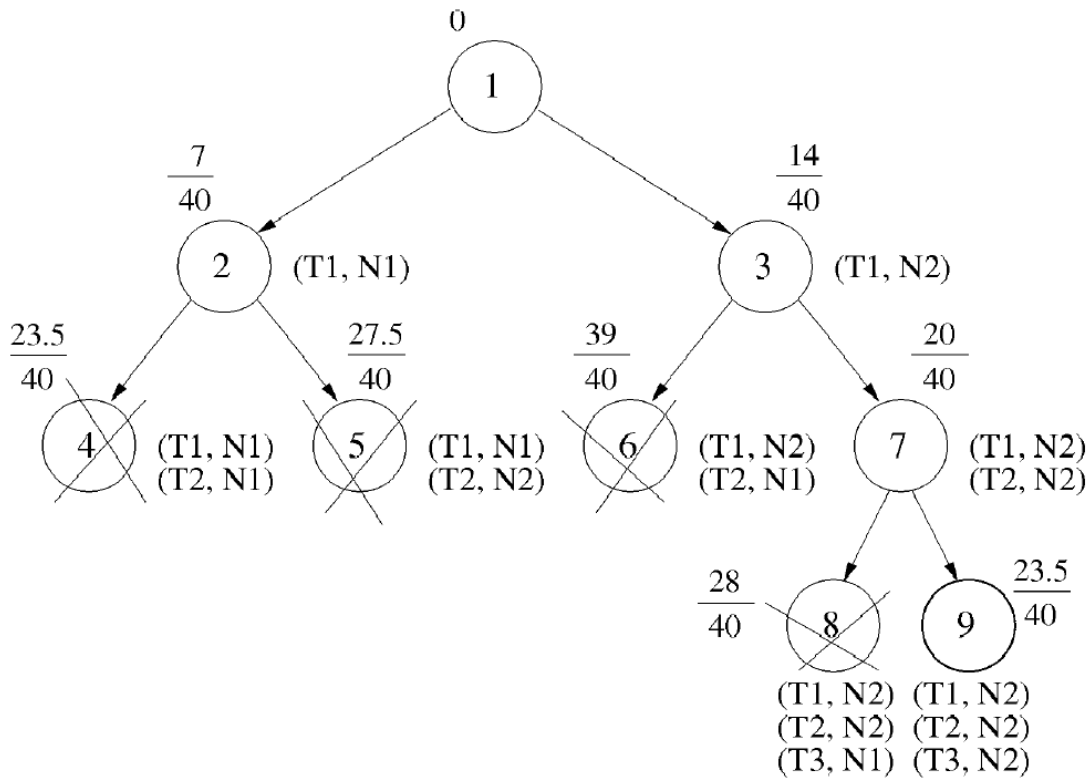 0
1
7
40
14
40
2
(T1, N1)
3
(T1, N2)
23.5
40
27.5
40
39
40
20
40
4
(T1, N1)
(T2, N1)
5
(T1, N1)
(T2, N2)
6
(T1, N2)
(T2, N1)
7
(T1, N2)
(T2, N2)
28
40
8
9
23.5
40
(T1, N2) (T1, N2)
(T2, N2) (T2, N2)
(T3, N1) (T3, N2)